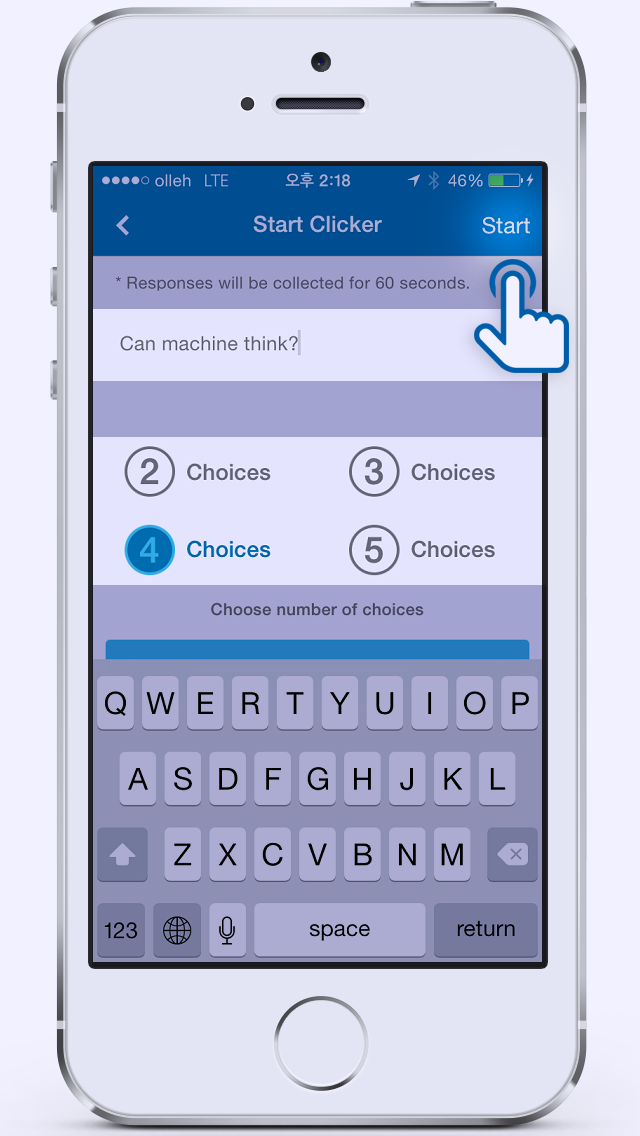 olleh LTE 오후 2:18 46%
Start Clicker Start
* Responses will be collected for 60 seconds.
Can machine think?
2 Choices 3 Choices
4 Choices 5 Choices
Choose number of choices
Q W E R T Y U I O P
A S D F G H J K L
Z X C V B N M
123 space return